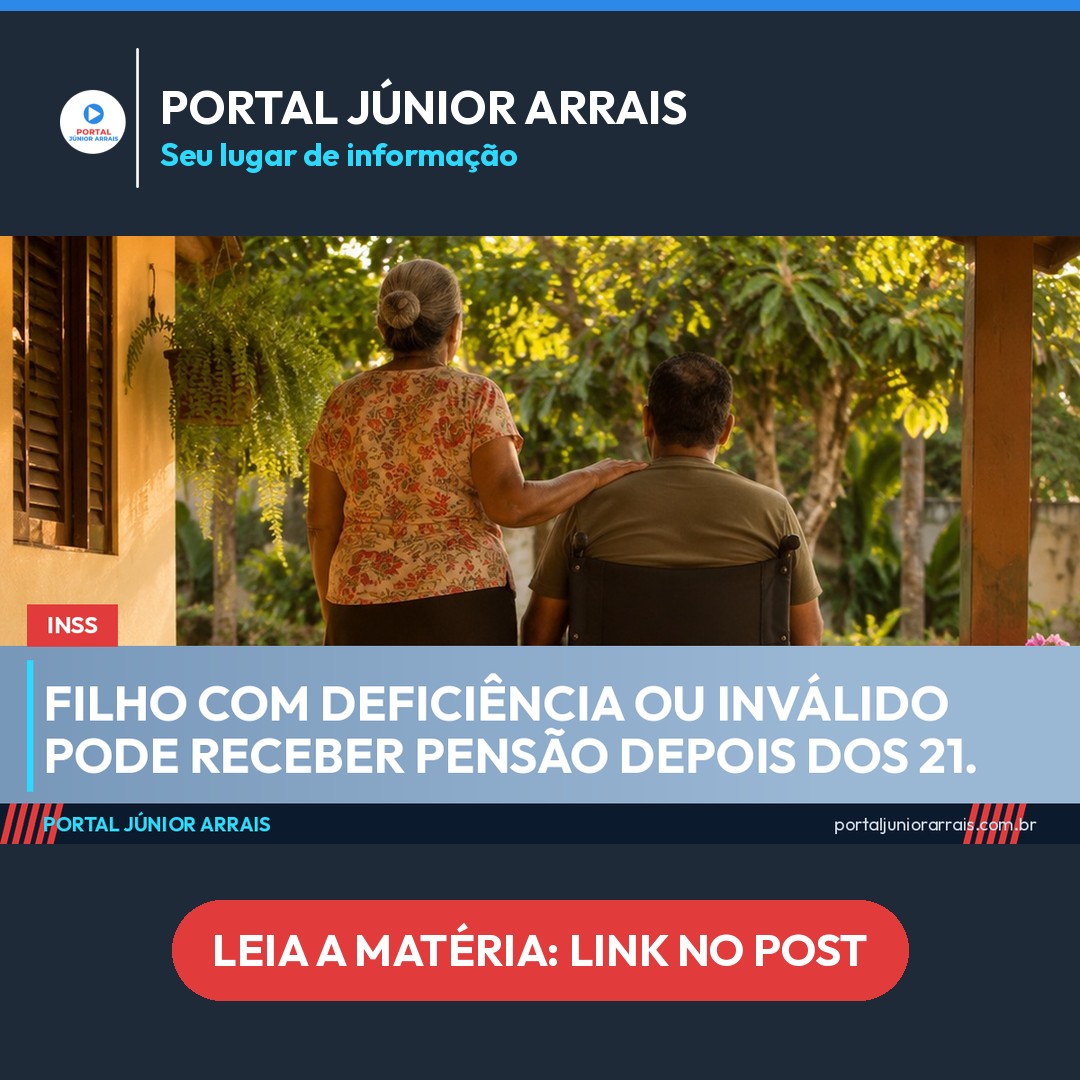 PORTAL JÚNIOR ARRAIS
Seu lugar de informação
PORTAL
JÚNIOR ARRAIS
INSS
FILHO COM DEFICIÊNCIA OU INVÁLIDO
PODE RECEBER PENSÃO DEPOIS DOS 21.
PORTAL JÚNIOR ARRAIS
portaljuniorarrais.com.br
LEIA A MATÉRIA: LINK NO POST